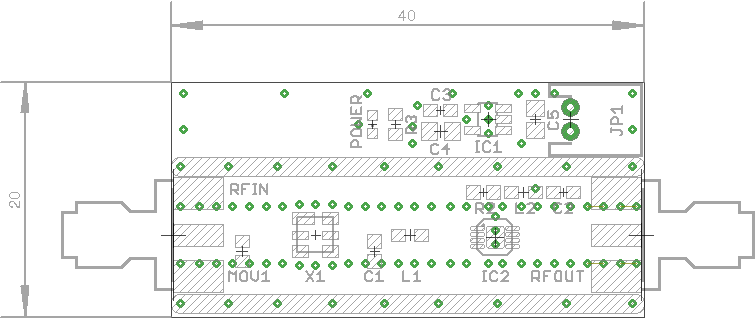 40
20
POWER
R3
C3
C4
IC1
C5
JP1
RFIN
R2
L2
C2
MOV1
X1
C1
L1
IC2
RFOUT